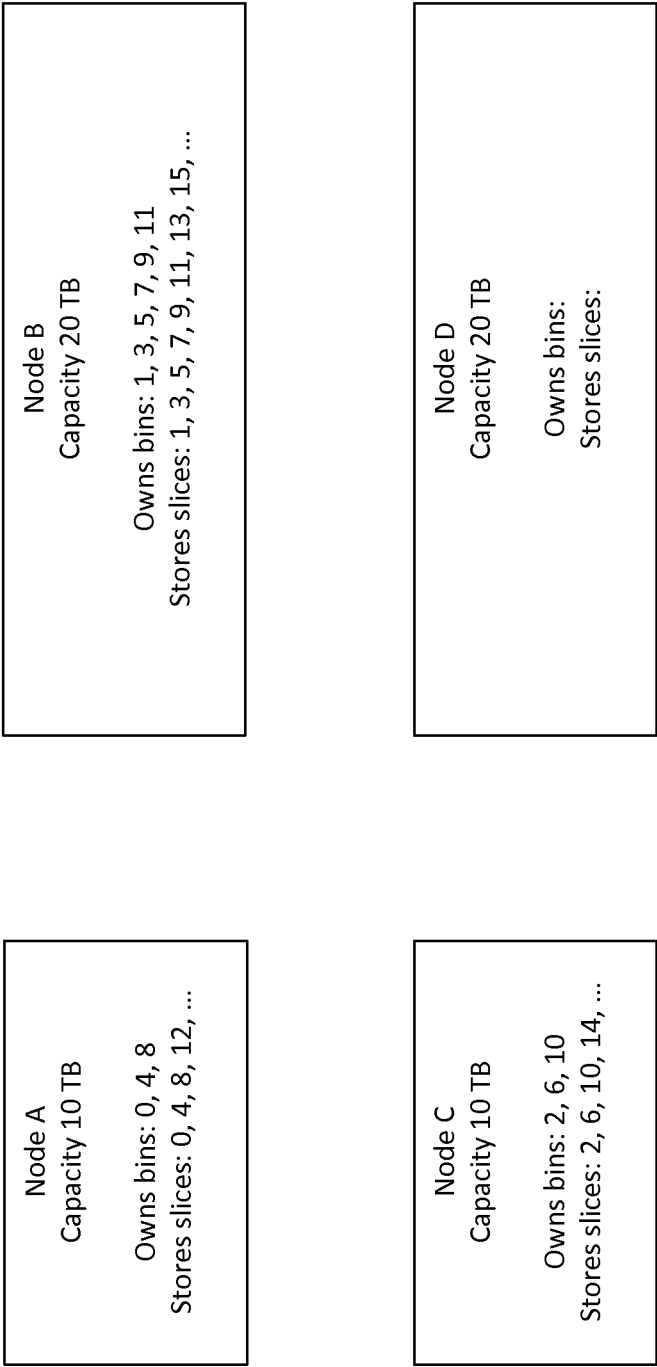 Node A
Capacity 10 TB
Owns bins: 0, 4, 8
Stores slices: 0, 4, 8, 12, ...
Node B
Capacity 20 TB
Owns bins: 1, 3, 5, 7, 9, 11
Stores slices: 1, 3, 5, 7, 9, 11, 13, 15, ...
Node C
Capacity 10 TB
Owns bins: 2, 6, 10
Stores slices: 2, 6, 10, 14, ...
Node D
Capacity 20 TB
Owns bins:
Stores slices: